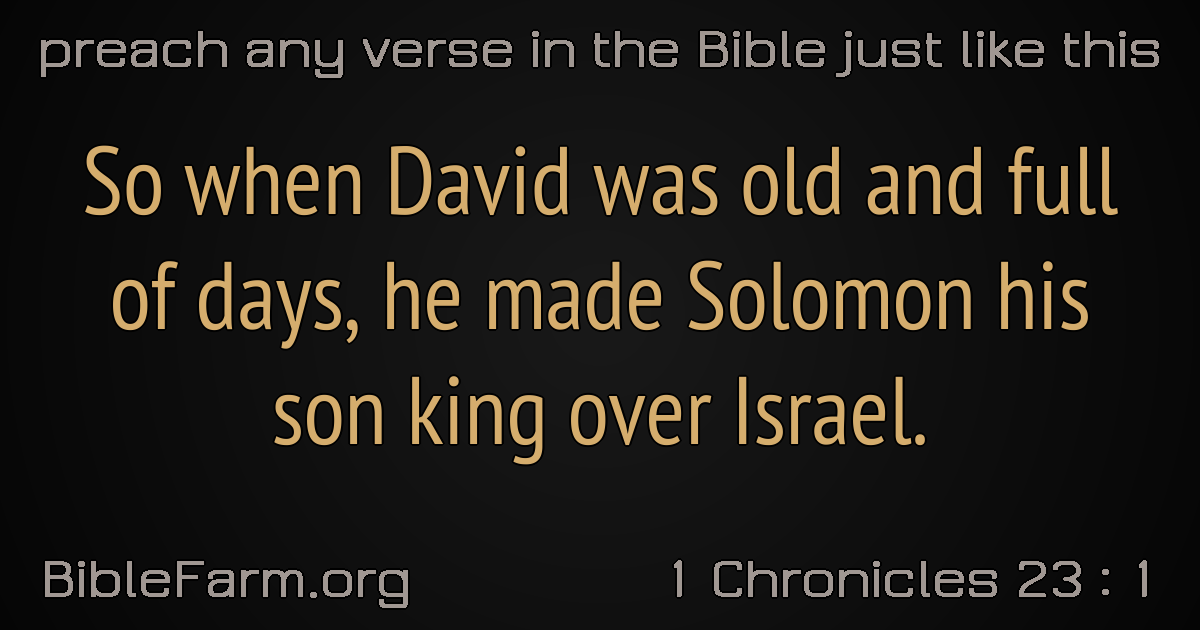 preach any verse in the Bible just like this
So when David was old and full
of days, he made Solomon his
son king over Israel.
BibleFarm.org
1 Chronicles 23 : 1